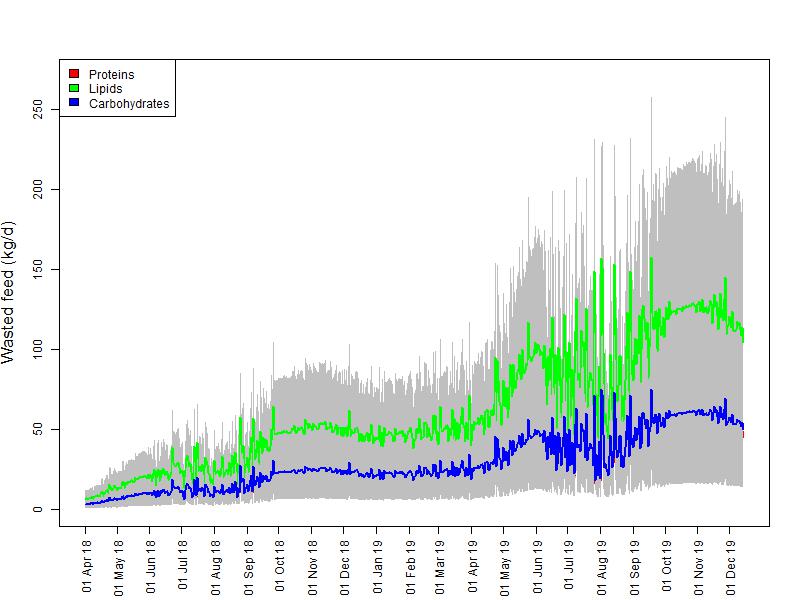 Proteins
Lipids
Carbohydrates
Wasted feed (kg/d)
250
200
150
100
50
0
01 Apr 18
01 May 18
01 Jun 18
01 Jul 18
01 Aug 18
01 Sep 18
01 Oct 18
01 Nov 18
01 Dec 18
01 Jan 19
01 Feb 19
01 Mar 19
01 Apr 19
01 May 19
01 Jun 19
01 Jul 19
01 Aug 19
01 Sep 19
01 Oct 19
01 Nov 19
01 Dec 19